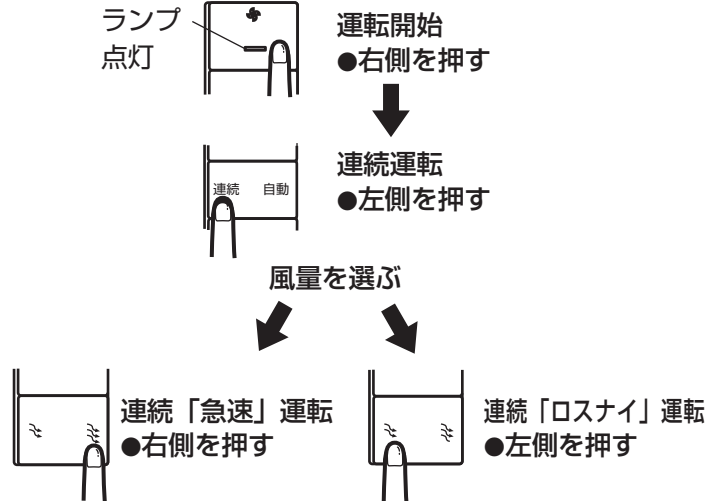 ランプ
点灯
運転開始
●右側を押す
連続運転
●左側を押す
連続 自動
風量を選ぶ
連続「急速」運転
●右側を押す
連続「ロスナイ」運転
●左側を押す